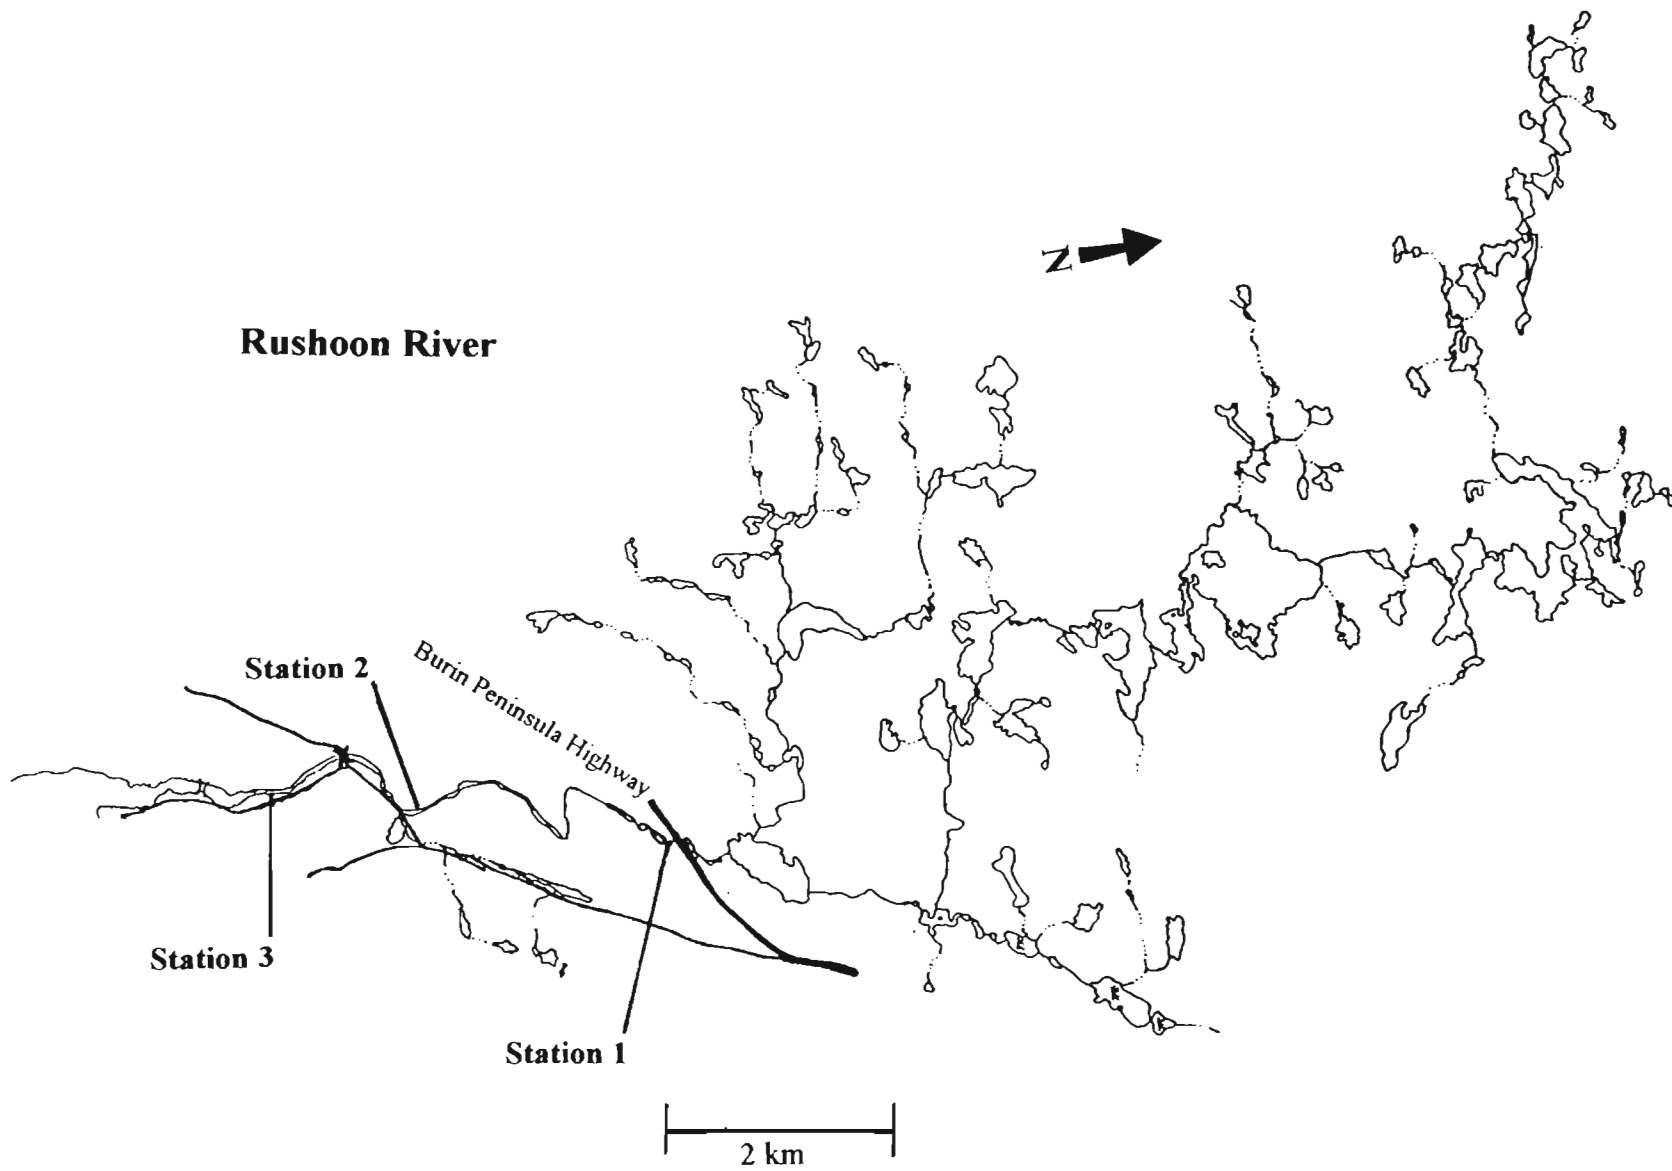 N
Rushoon River
Station 2
Burin Peninsula Highway
Station 3
Station 1
2 km